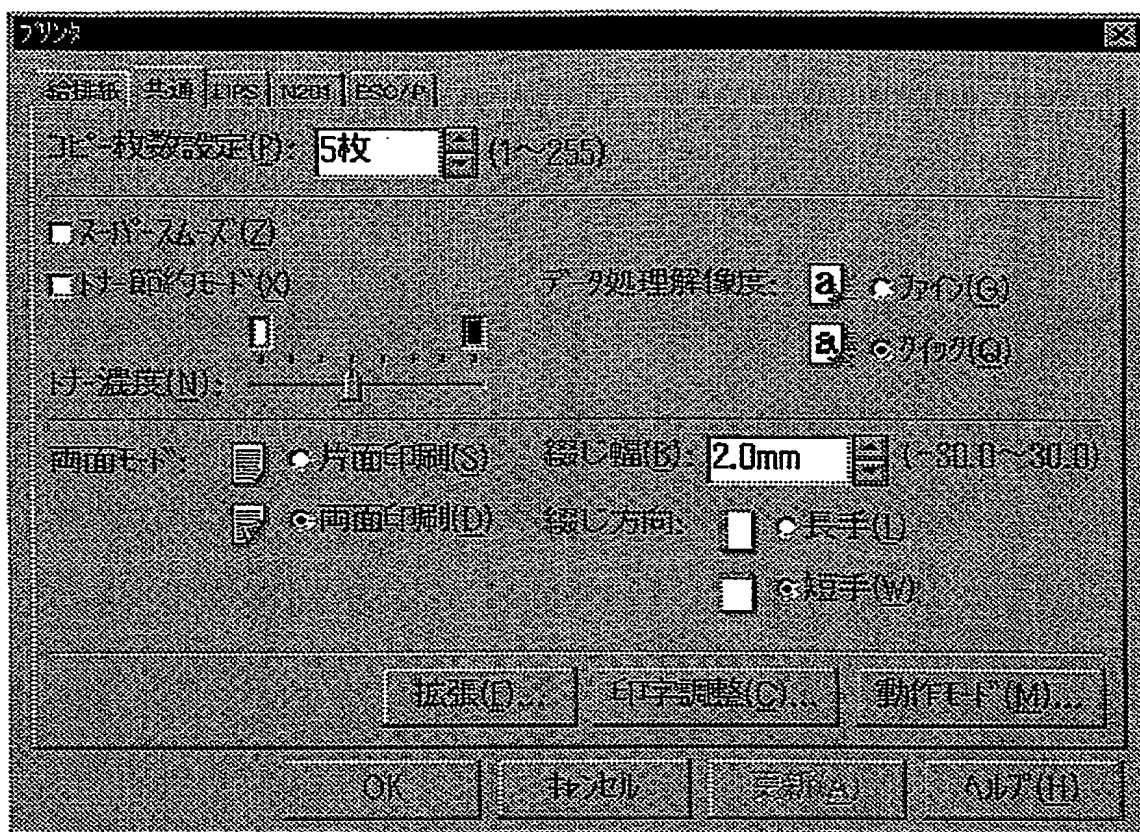 プリンタ
給排紙 共通 LIPS N201 ESC/P
コピー枚数設定(P): 5枚 (1～255)
スーパースムーズ(Z)
トナー節約モード(X) データ処理解像度: a ファイン(G)
a クイック(Q)
トナー濃度(N):
両面モード: 片面印刷(S) 綴じ幅(B): 2.0mm (-30.0～30.0)
両面印刷(D) 綴じ方向: 長手(L)
短手(W)
拡張(E)... 印字調整(C)... 動作モード(M)...
OK キャンセル 更新(A) ヘルプ(H)